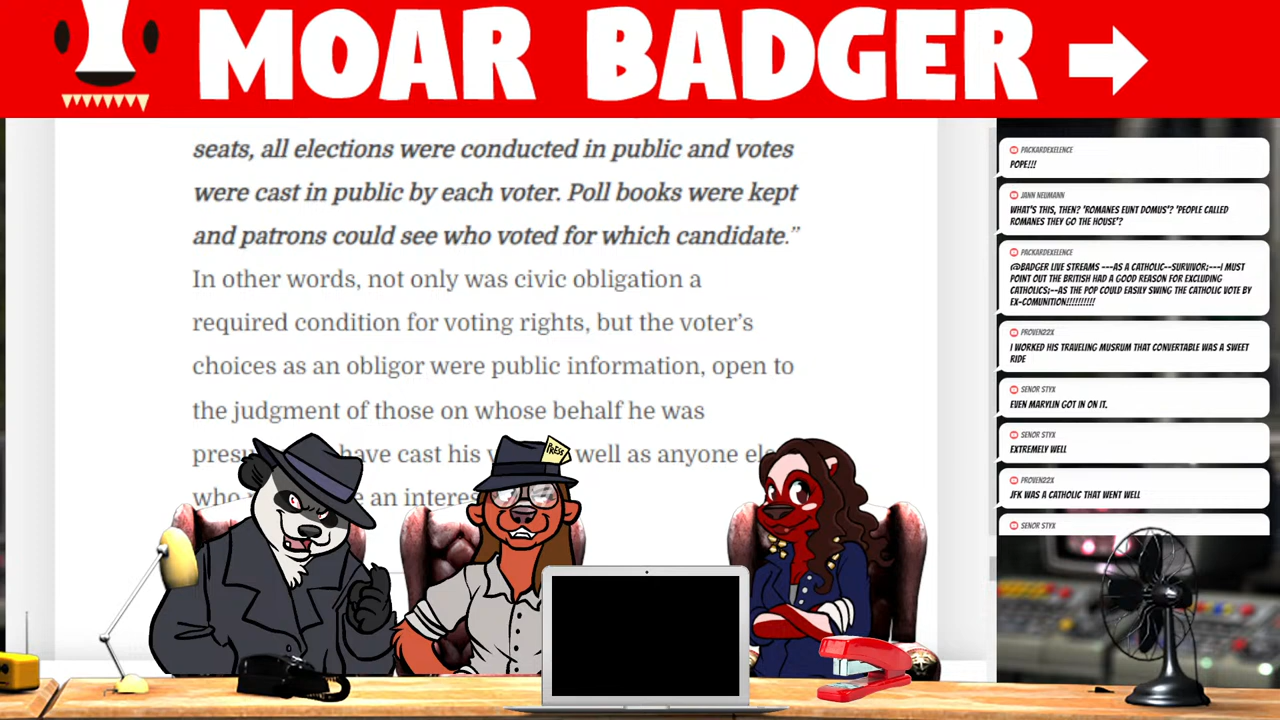 MOAR BADGER
seats, all elections were conducted in public and votes
were cast in public by each voter. Poll books were kept
and patrons could see who voted for which candidate.”
In other words, not only was civic obligation a
required condition for voting rights, but the voter’s
choices as an obligor were public information, open to
the judgment of those on whose behalf he was
have cast his well as anyone
who an
PRESS
PACKARDEXELENCE
POPE!!!
JANN NEUMANN
WHAT'S THIS, THEN? 'ROMANES EUNT DOMUS'? 'PEOPLE CALLED
ROMANES THEY GO THE HOUSE'?
PACKARDEXELENCE
@BADGER LIVE STREAMS ---AS A CATHOLIC--SURVIVOR;---I MUST
POINT OUT THE BRITISH HAD A GOOD REASON FOR EXCLUDING
CATHOLICS;--AS THE POP COULD EASILY SWING THE CATHOLIC VOTE BY
EX-COMUNITION!!!!!!!!!!
PROVEN22X
I WORKED HIS TRAVELING MUSRUM THAT CONVERTABLE WAS A SWEET
RIDE
SENOR STYX
EVEN MARYLIN GOT IN ON IT.
SENOR STYX
EXTREMELY WELL
PROVEN22X
JFK WAS A CATHOLIC THAT WENT WELL
SENOR STYX